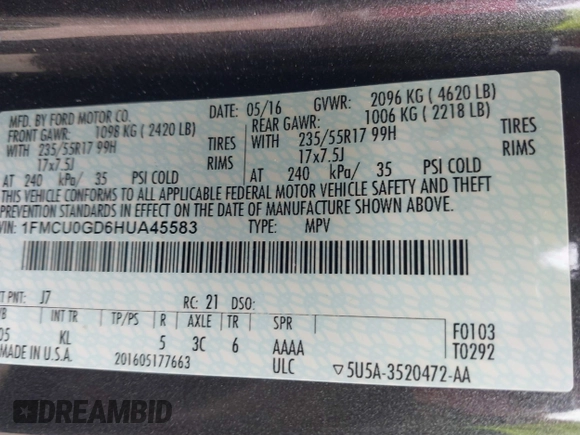 MFD. BY FORD MOTOR CO. DATE: 05/16 GVWR: 2096 KG ( 4620 LB)
FRONT GAWR: 1098 KG ( 2420 LB) REAR GAWR: 1006 KG ( 2218 LB)
WITH 235/55R17 99H TIRES WITH 235/55R17 99H TIRES
17x7.5J RIMS 17x7.5J RIMS
AT 240 kPa/ 35 PSI COLD AT 240 kPa/ 35 PSI COLD
THIS VEHICLE CONFORMS TO ALL APPLICABLE FEDERAL MOTOR VEHICLE SAFETY AND THEFT
PREVENTION STANDARDS IN EFFECT ON THE DATE OF MANUFACTURE SHOWN ABOVE.
VIN: 1FMCU0GD6HUA45583 TYPE: MPV
PNT: J7 RC: 21 DSO:
INT TR TP/PS R AXLE TR SPR F0103
KL 5 3C 6 AAAA T0292
MADE IN U.S.A. 201605177663 ULC ▽5U5A-3520472-AA
DREAMBID